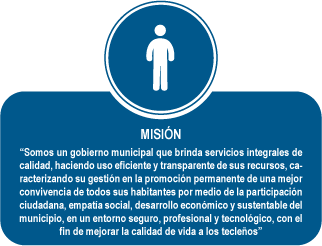 MISIÓN
“Somos un gobierno municipal que brinda servicios integrales de
calidad, haciendo uso eficiente y transparente de sus recursos, ca-
racterizando su gestión en la promoción permanente de una mejor
convivencia de todos sus habitantes por medio de la participación
ciudadana, empatía social, desarrollo económico y sustentable del
municipio, en un entorno seguro, profesional y tecnológico, con el
fin de mejorar la calidad de vida a los tecleños”